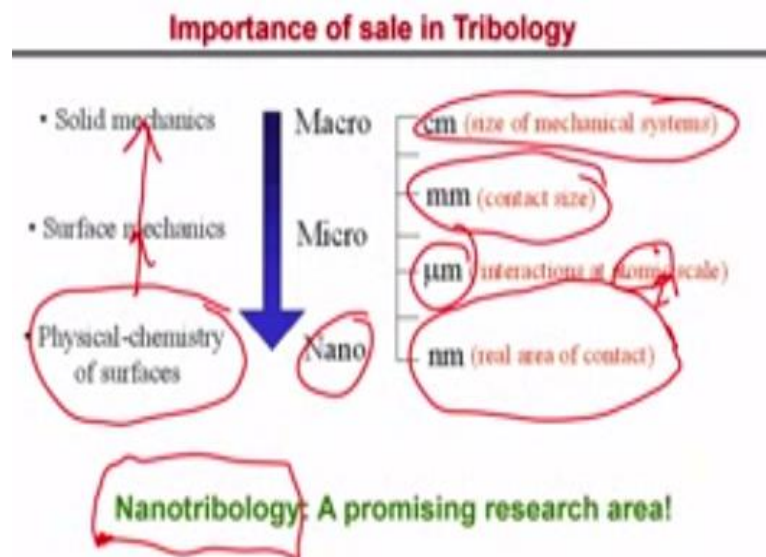 Importance of sale in Tribology
• Solid mechanics
Macro
cm (size of mechanical systems)
mm (contact size)
• Surface mechanics
Micro
μm (interactions at atomic scale)
• Physical-chemistry
of surfaces
Nano
nm (real area of contact)
Nanotribology: A promising research area!